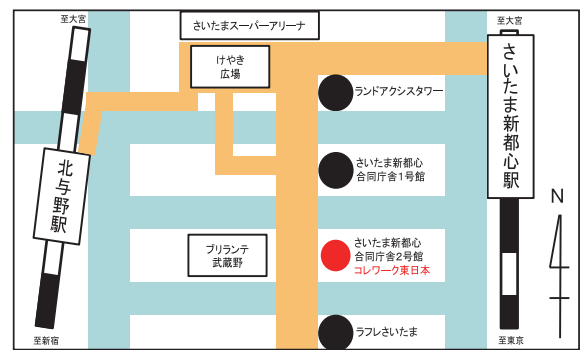 至大宮
さいたまスーパーアリーナ
至大宮
けやき
広場
さいたま新都心駅
ランドアクシスタワー
北与野駅
さいたま新都心
合同庁舎1号館
N
ブリランテ
武蔵野
さいたま新都心
合同庁舎2号館
コレワーク東日本
ラフレさいたま
至新宿
至東京